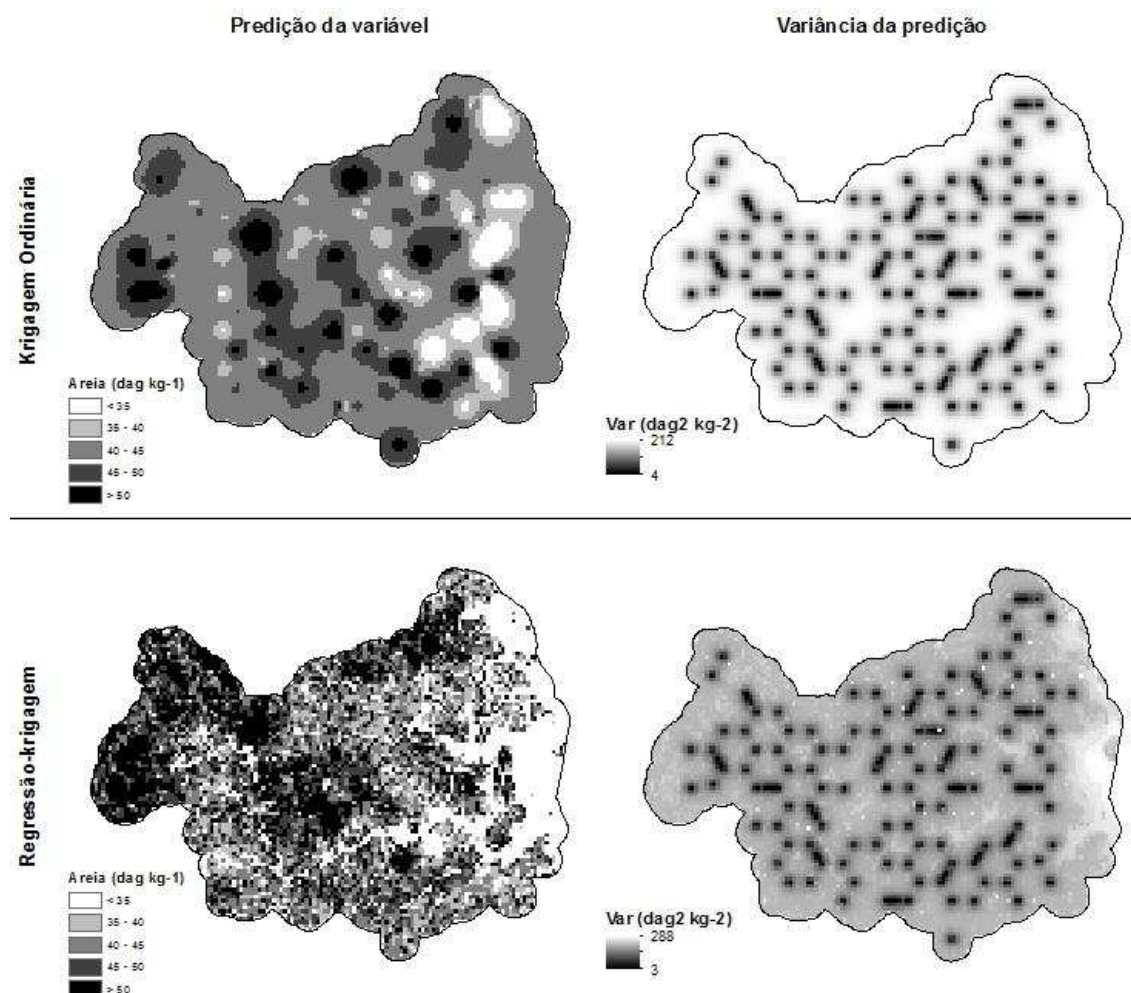 Predição da variável
Variância da predição
Krigagem Ordinária
Areia (dag kg-1)
< 35
35 - 40
40 - 45
45 - 50
> 50
Var (dag2 kg-2)
212
4
Regressão-krigagem
Areia (dag kg-1)
< 35
35 - 40
40 - 45
45 - 50
> 50
Var (dag2 kg-2)
288
3